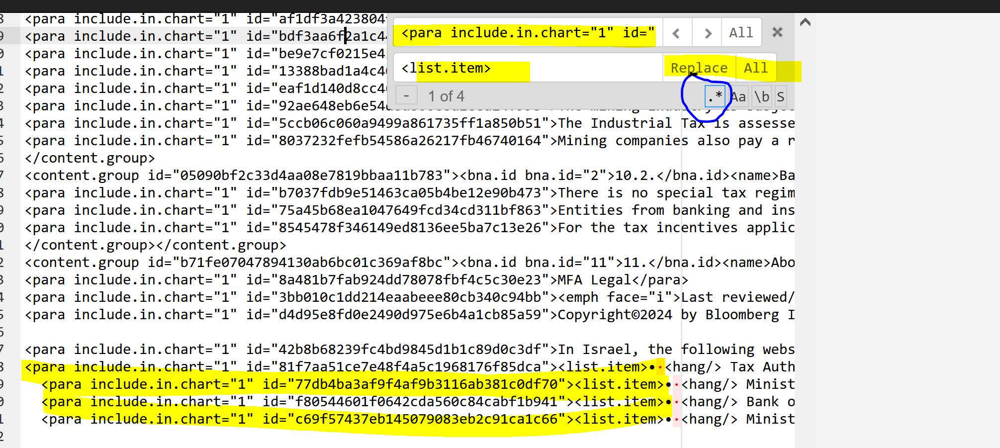 <para include.in.chart="1" id="af1df3a423804
<para include.in.chart="1" id="
All
<para include.in.chart="1" id="bdf3aa6f2a1c4
<para include.in.chart="1" id="be9e7cf0215e4
<list.item>
Replace
All
<para include.in.chart="1" id="13388bad1a4c4
<para include.in.chart="1" id="eaf1d140d8cc4
-
1 of 4
.*
Aa
\b
S
<para include.in.chart="1" id="92ae648eb6e54
<para include.in.chart="1" id="5ccb06c060a9499a861735ff1a850b51">The Industrial Tax is assesse
<para include.in.chart="1" id="8037232fefb54586a26217fb46740164">Mining companies also pay a r
</content.group>
<content.group id="05090bf2c33d4aa08e7819bbaa11b783"><bna.id bna.id="2">10.2.</bna.id><name>Ba
<para include.in.chart="1" id="b7037fdb9e51463ca05b4be12e90b473">There is no special tax regim
<para include.in.chart="1" id="75a45b68ea1047649fcd34cd311bf863">Entities from banking and ins
<para include.in.chart="1" id="8545478f346149ed8136ee5ba7c13e26">For the tax incentives applic
</content.group></content.group>
<content.group id="b71fe07047894130ab6bc01c369af8bc"><bna.id bna.id="11">11.</bna.id><name>Abo
<para include.in.chart="1" id="8a481b7fab924dd78078fbf4c5c30e23">MFA Legal</para>
<para include.in.chart="1" id="3bb010c1dd214eaabeee80cb340c94bb"><emph face="i">Last reviewed/
<para include.in.chart="1" id="d4d95e8fd0e2490d975e6b4a1cb85a59">Copyright©2024 by Bloomberg I
<para include.in.chart="1" id="42b8b68239fc4bd9845d1b1c89d0c3df">In Israel, the following webs
<para include.in.chart="1" id="81f7aa51ce7e48f4a5c1968176f85dca"><list.item>•·<hang/> Tax Auth
<para include.in.chart="1" id="77db4ba3af9f4af9b3116ab381c0df70"><list.item>•·<hang/> Minist
<para include.in.chart="1" id="f80544601f0642cda560c84cabf1b941"><list.item>•·<hang/> Bank o
<para include.in.chart="1" id="c69f57437eb145079083eb2c91ca1c66"><list.item>•·<hang/> Minist